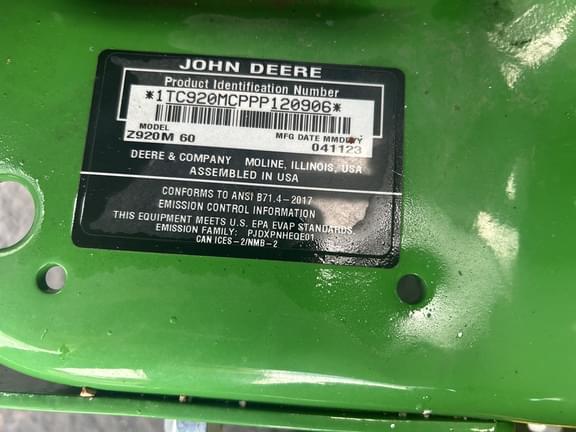 JOHN DEERE
Product Identification Number
*1TC920MCPPP120906*
MODEL MFG DATE MMDDYY
Z920M 60 041123
DEERE & COMPANY MOLINE, ILLINOIS, USA
ASSEMBLED IN USA
CONFORMS TO ANSI B71.4-2017
EMISSION CONTROL INFORMATION
THIS EQUIPMENT MEETS U.S. EPA EVAP STANDARDS.
EMISSION FAMILY: PJDXPNHEQE01
CAN ICES-2/NMB-2